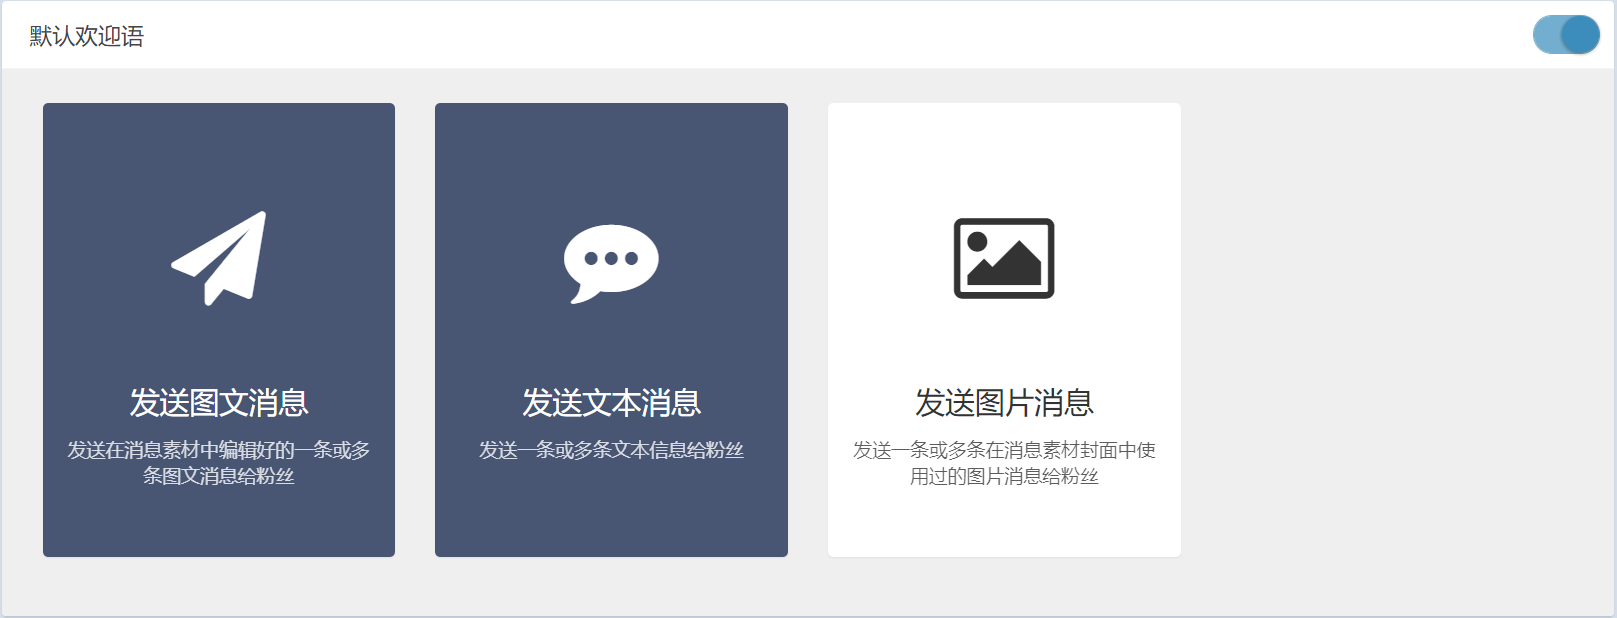 默认欢迎语
发送图文消息
发送在消息素材中编辑好的一条或多
条图文消息给粉丝
发送文本消息
发送一条或多条文本信息给粉丝
发送图片消息
发送一条或多条在消息素材封面中使
用过的图片消息给粉丝